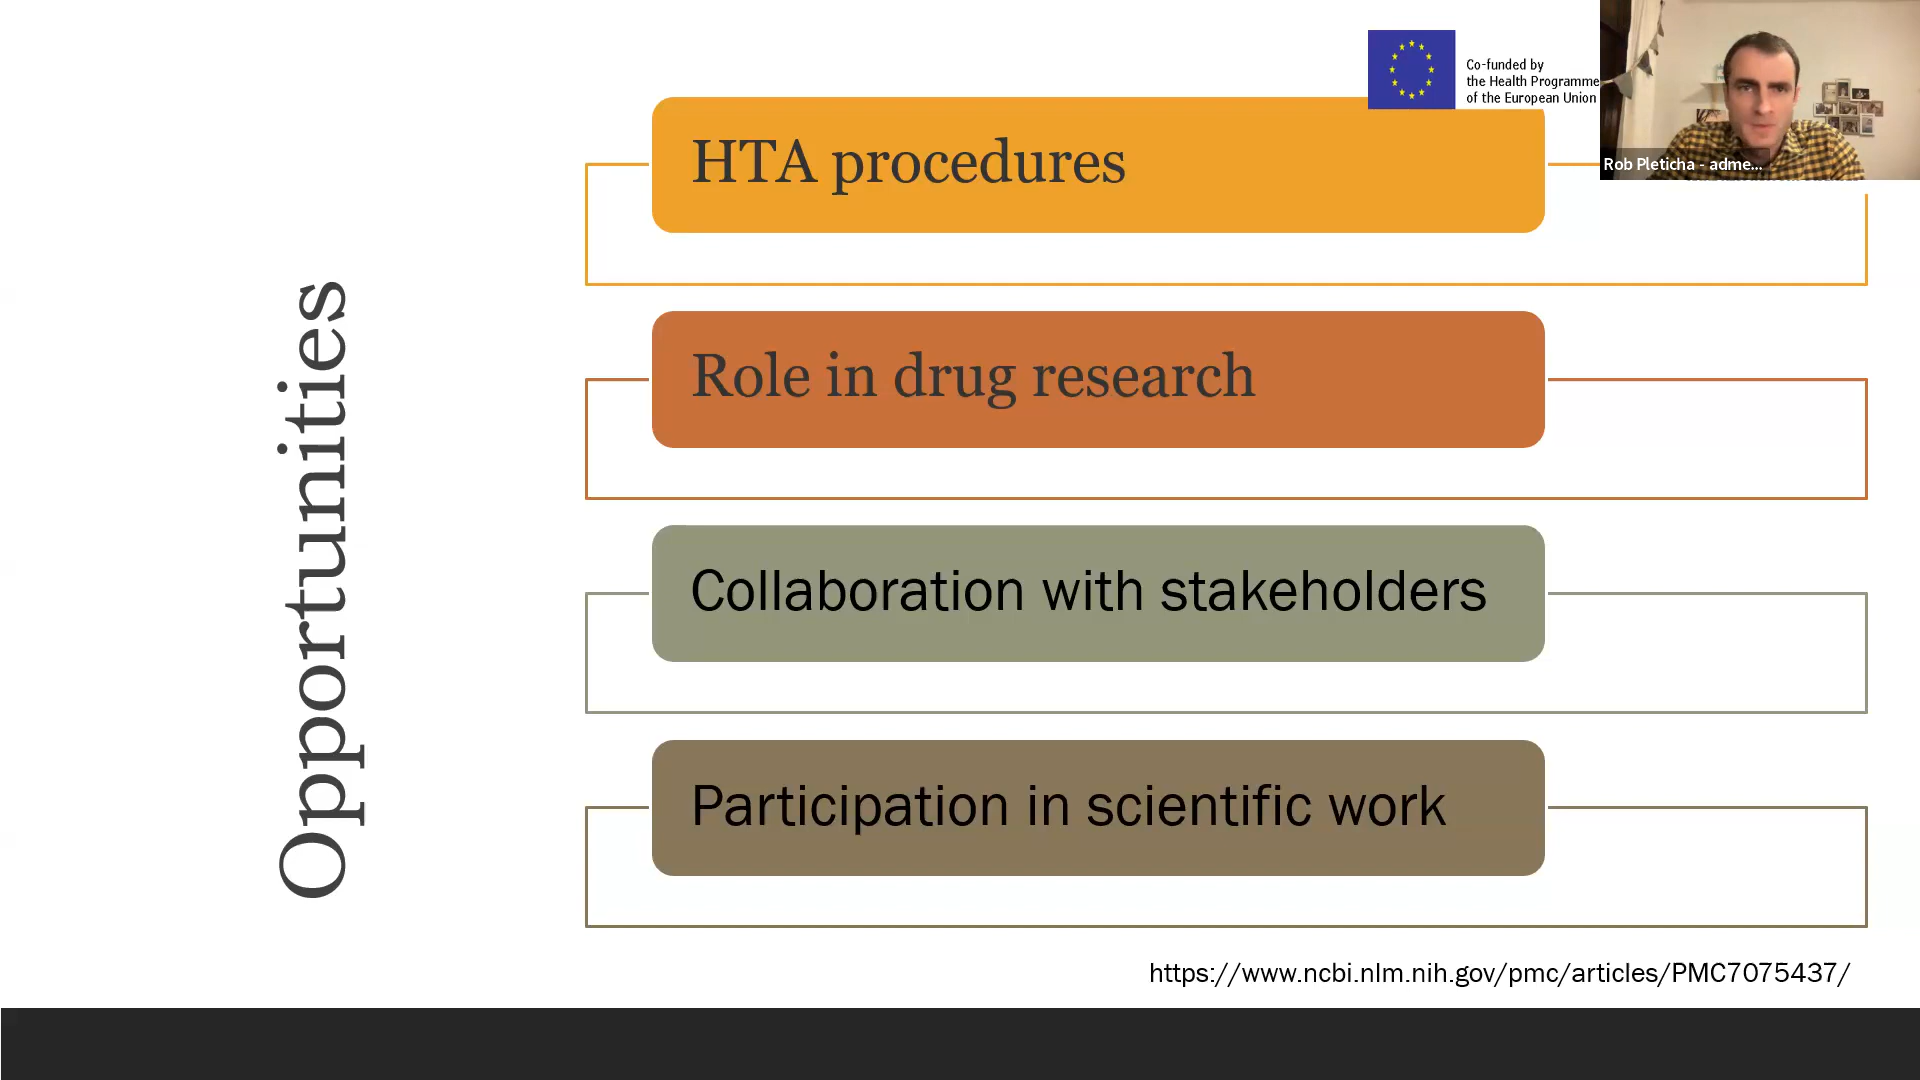 Co-funded by
the Health Programme
of the European Union
Rob Pleticha - adme...
Opportunities
HTA procedures
Role in drug research
Collaboration with stakeholders
Participation in scientific work
https://www.ncbi.nlm.nih.gov/pmc/articles/PMC7075437/